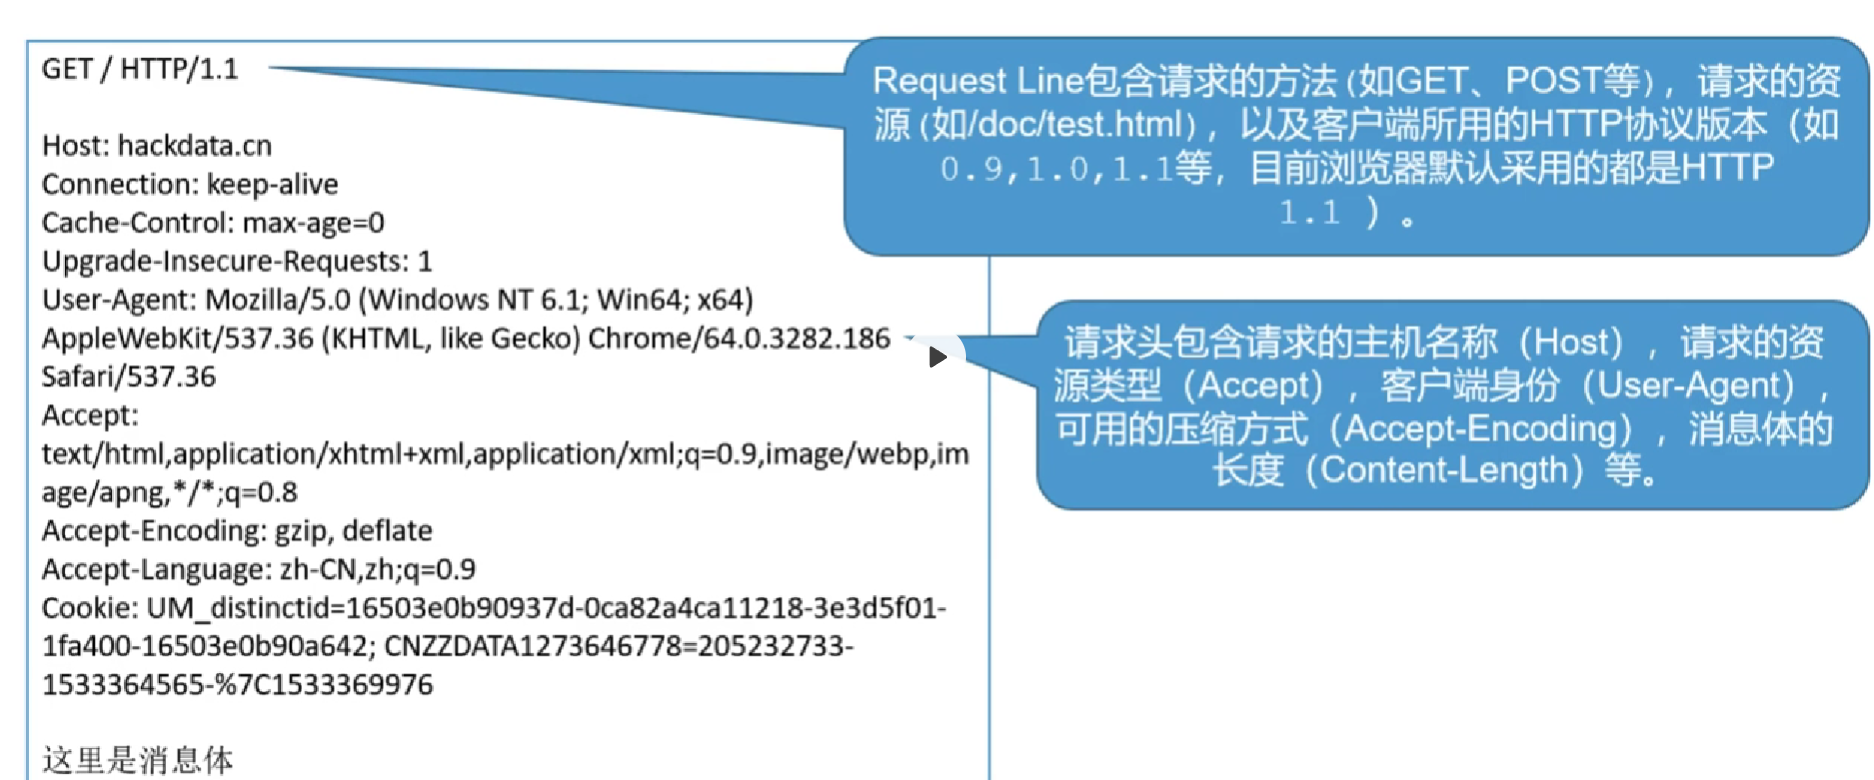 GET / HTTP/1.1
Request Line包含请求的方法(如GET、POST等)，请求的资
源(如/doc/test.html)，以及客户端所用的HTTP协议版本（如
0.9,1.0,1.1等，目前浏览器默认采用的都是HTTP
1.1 ）。
Host: hackdata.cn
Connection: keep-alive
Cache-Control: max-age=0
Upgrade-Insecure-Requests: 1
User-Agent: Mozilla/5.0 (Windows NT 6.1; Win64; x64)
AppleWebKit/537.36 (KHTML, like Gecko) Chrome/64.0.3282.186
Safari/537.36
Accept:
text/html,application/xhtml+xml,application/xml;q=0.9,image/webp,im
age/apng,*/*;q=0.8
Accept-Encoding: gzip, deflate
Accept-Language: zh-CN,zh;q=0.9
Cookie: UM_distinctid=16503e0b90937d-0ca82a4ca11218-3e3d5f01-
1fa400-16503e0b90a642; CNZZDATA1273646778=205232733-
1533364565-%7C1533369976
请求头包含请求的主机名称（Host），请求的资
源类型（Accept），客户端身份（User-Agent），
可用的压缩方式（Accept-Encoding），消息体的
长度（Content-Length）等。
这里是消息体